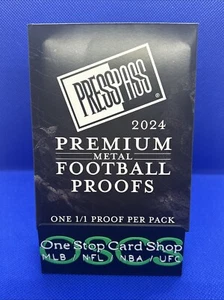 PRESS PASS
®
2024
PREMIUM
METAL
FOOTBALL
PROOFS
ONE 1/1 PROOF PER PACK
One Stop Card Shop
OSCS
MLB NFL NBA / UFC